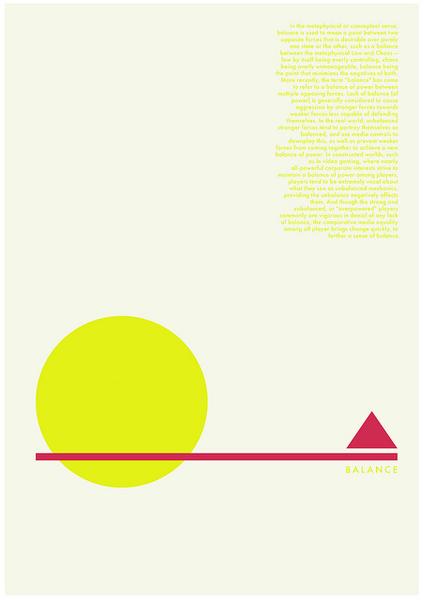 In the metaphysical or conceptual sense,
balance is used to mean a point between two
opposite forces that is desirable over purely
one state or the other, such as a balance
between the metaphysical Law and Chaos —
law by itself being overly controlling, chaos
being overly unmanageable, balance being
the point that minimizes the negatives of both.
More recently, the term "balance" has come
to refer to a balance of power between
multiple opposing forces. Lack of balance (of
power) is generally considered to cause
aggression by stronger forces towards
weaker forces less capable of defending
themselves. In the real world, unbalanced
stronger forces tend to portray themselves as
balanced, and use media controls to
downplay this, as well as prevent weaker
forces from coming together to achieve a new
balance of power. In constructed worlds, such
as in video gaming, where nearly
all-powerful corporate interests strive to
maintain a balance of power among players,
players tend to be extremely vocal about
what they see as unbalanced mechanics,
providing the unbalance negatively affects
them. And though the strong and
unbalanced, or "overpowered" players
commonly are vigorous in denial of any lack
of balance, the comparative media equality
among all player brings change quickly, to
further a sense of balance.
BALANCE